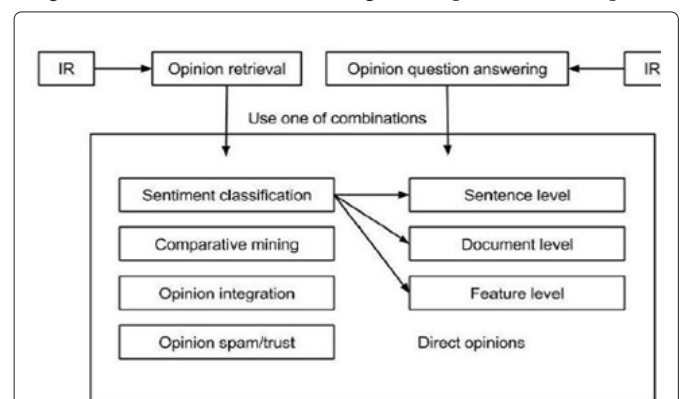 IR Opinion retrieval Opinion question answering IR
Use one of combinations
Sentiment classification Sentence level
Comparative mining Document level
Opinion integration Feature level
Opinion spam/trust Direct opinions